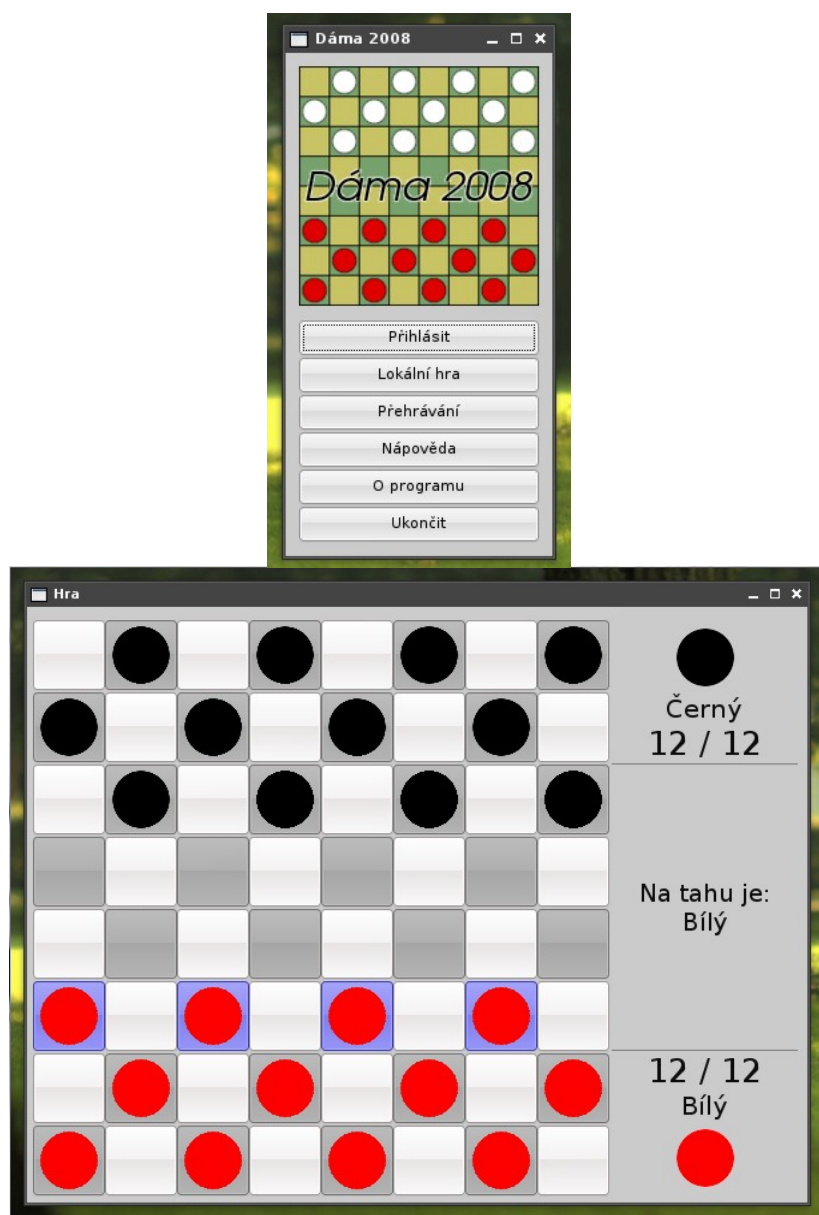 Dáma 2008
Dáma 2008
Přihlásit
Lokální hra
Přehrávání
Nápověda
O programu
Ukončit
Hra
Černý
12 / 12
Na tahu je:
Bílý
12 / 12
Bílý